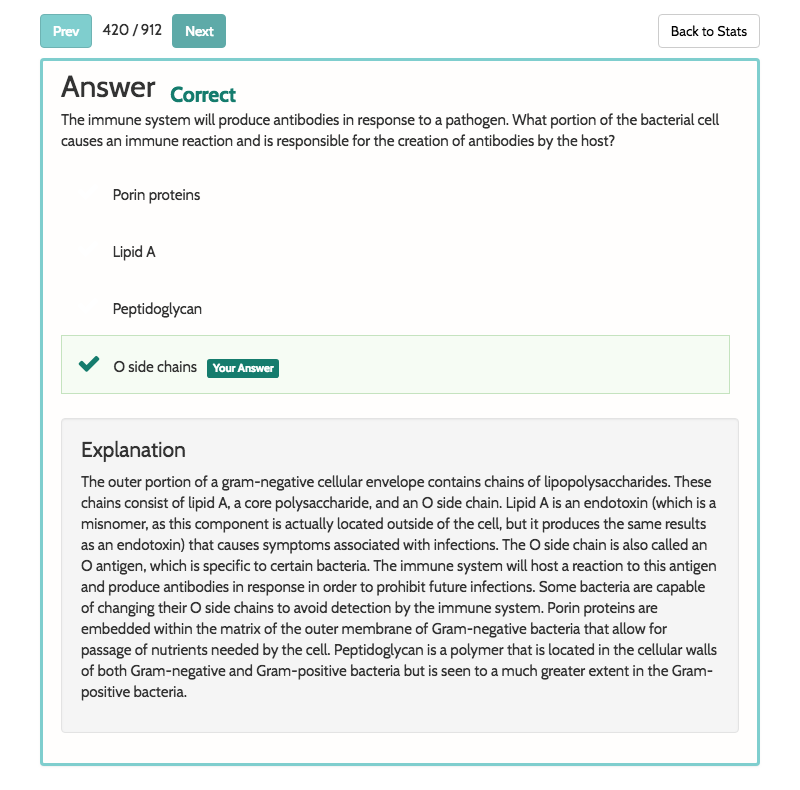 Prev 420 / 912 Next Back to Stats
Answer Correct
The immune system will produce antibodies in response to a pathogen. What portion of the bacterial cell
causes an immune reaction and is responsible for the creation of antibodies by the host?
Porin proteins
Lipid A
Peptidoglycan
O side chains Your Answer
Explanation
The outer portion of a gram-negative cellular envelope contains chains of lipopolysaccharides. These
chains consist of lipid A, a core polysaccharide, and an O side chain. Lipid A is an endotoxin (which is a
misnomer, as this component is actually located outside of the cell, but it produces the same results
as an endotoxin) that causes symptoms associated with infections. The O side chain is also called an
O antigen, which is specific to certain bacteria. The immune system will host a reaction to this antigen
and produce antibodies in response in order to prohibit future infections. Some bacteria are capable
of changing their O side chains to avoid detection by the immune system. Porin proteins are
embedded within the matrix of the outer membrane of Gram-negative bacteria that allow for
passage of nutrients needed by the cell. Peptidoglycan is a polymer that is located in the cellular walls
of both Gram-negative and Gram-positive bacteria but is seen to a much greater extent in the Gram-
positive bacteria.